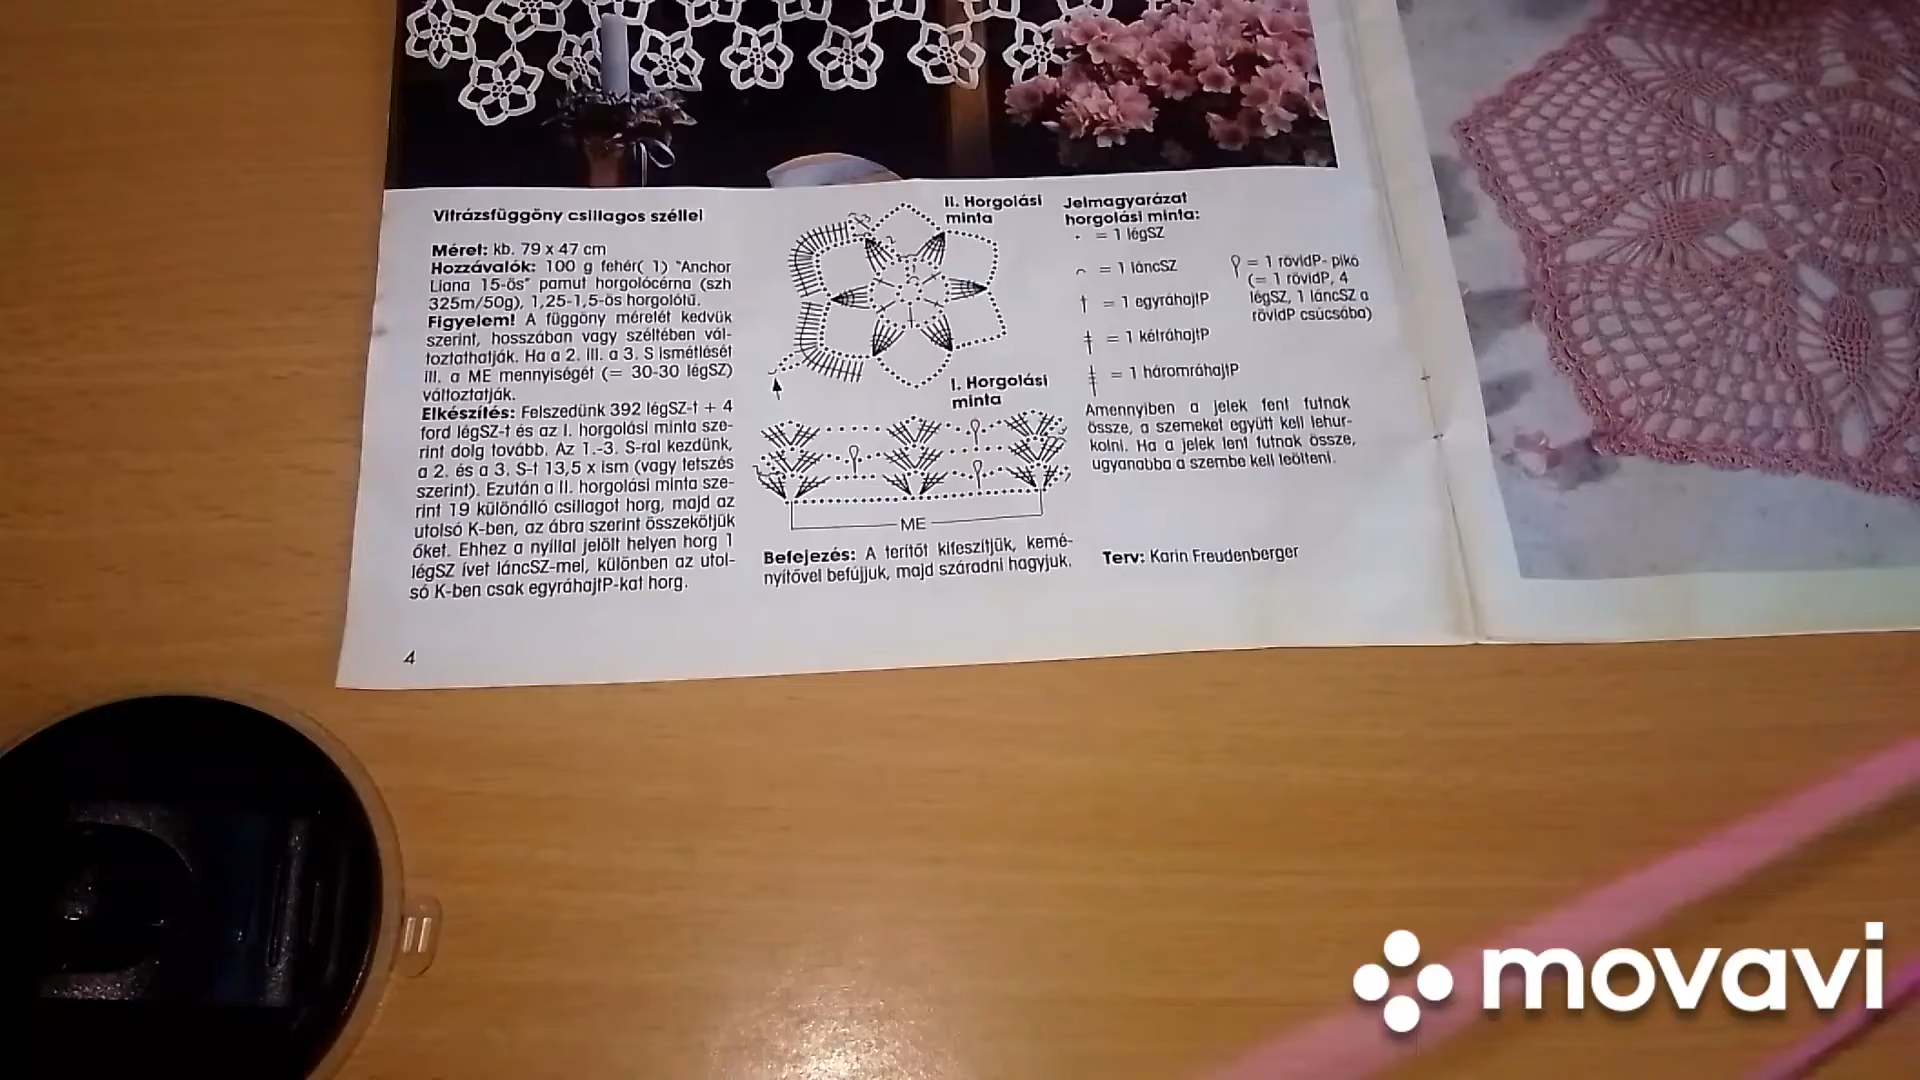 Vitrázsfüggöny csillagos széllel
Méret: kb. 79 x 47 cm
Hozzávalók: 100 g fehér( 1) "Anchor
Liana 15-ös" pamut horgolócérna (szh
325m/50g), 1,25-1,5-ös horgolótű.
Figyelem! A függöny méretét kedvük
szerint, hosszában vagy széltében vál-
toztathatják. Ha a 2. ill. a 3. S ismétlését
ill. a ME mennyiségét (= 30-30 légSZ)
változtatják.
Elkészítés: Felszedünk 392 légSZ-t + 4
ford légSZ-t és az I. horgolási minta sze-
rint dolg tovább. Az 1.-3. S-ral kezdünk,
a 2. és a 3. S-t 13,5 x ism (vagy tetszés
szerint). Ezután a II. horgolási minta sze-
rint 19 különálló csillagot horg, majd az
utolsó K-ben, az ábra szerint összekötjük
őket. Ehhez a nyíllal jelölt helyen horg 1
légSZ ívet láncSZ-mel, különben az utol-
só K-ben csak egyráhajtP-kat horg.
4
II. Horgolási
minta
I. Horgolási
minta
ME
Befejezés: A terítőt kifeszítjük, kemé-
nyítővel befújjuk, majd száradni hagyjuk.
Jelmagyarázat
horgolási minta:
= 1 légSZ
= 1 láncSZ
= 1 egyráhajtP
= 1 kétráhajtP
= 1 háromráhajtP
= 1 rövidP- pikó
(= 1 rövidP, 4
légSZ, 1 láncSZ a
rövidP csúcsába)
Amennyiben a jelek fent futnak
össze, a szemeket együtt kell lehur-
kolni. Ha a jelek lent futnak össze,
ugyanabba a szembe kell leölteni.
Terv: Karin Freudenberger
movavi